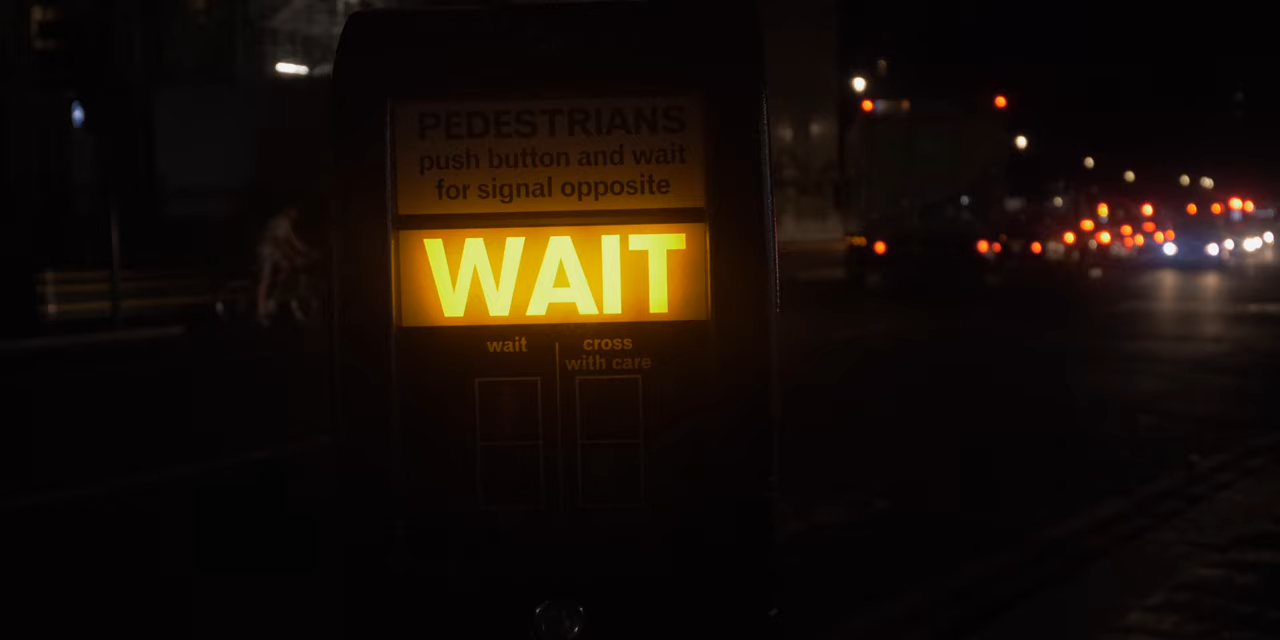 PEDESTRIANS
push button and wait
for signal opposite
WAIT
wait
cross
with care